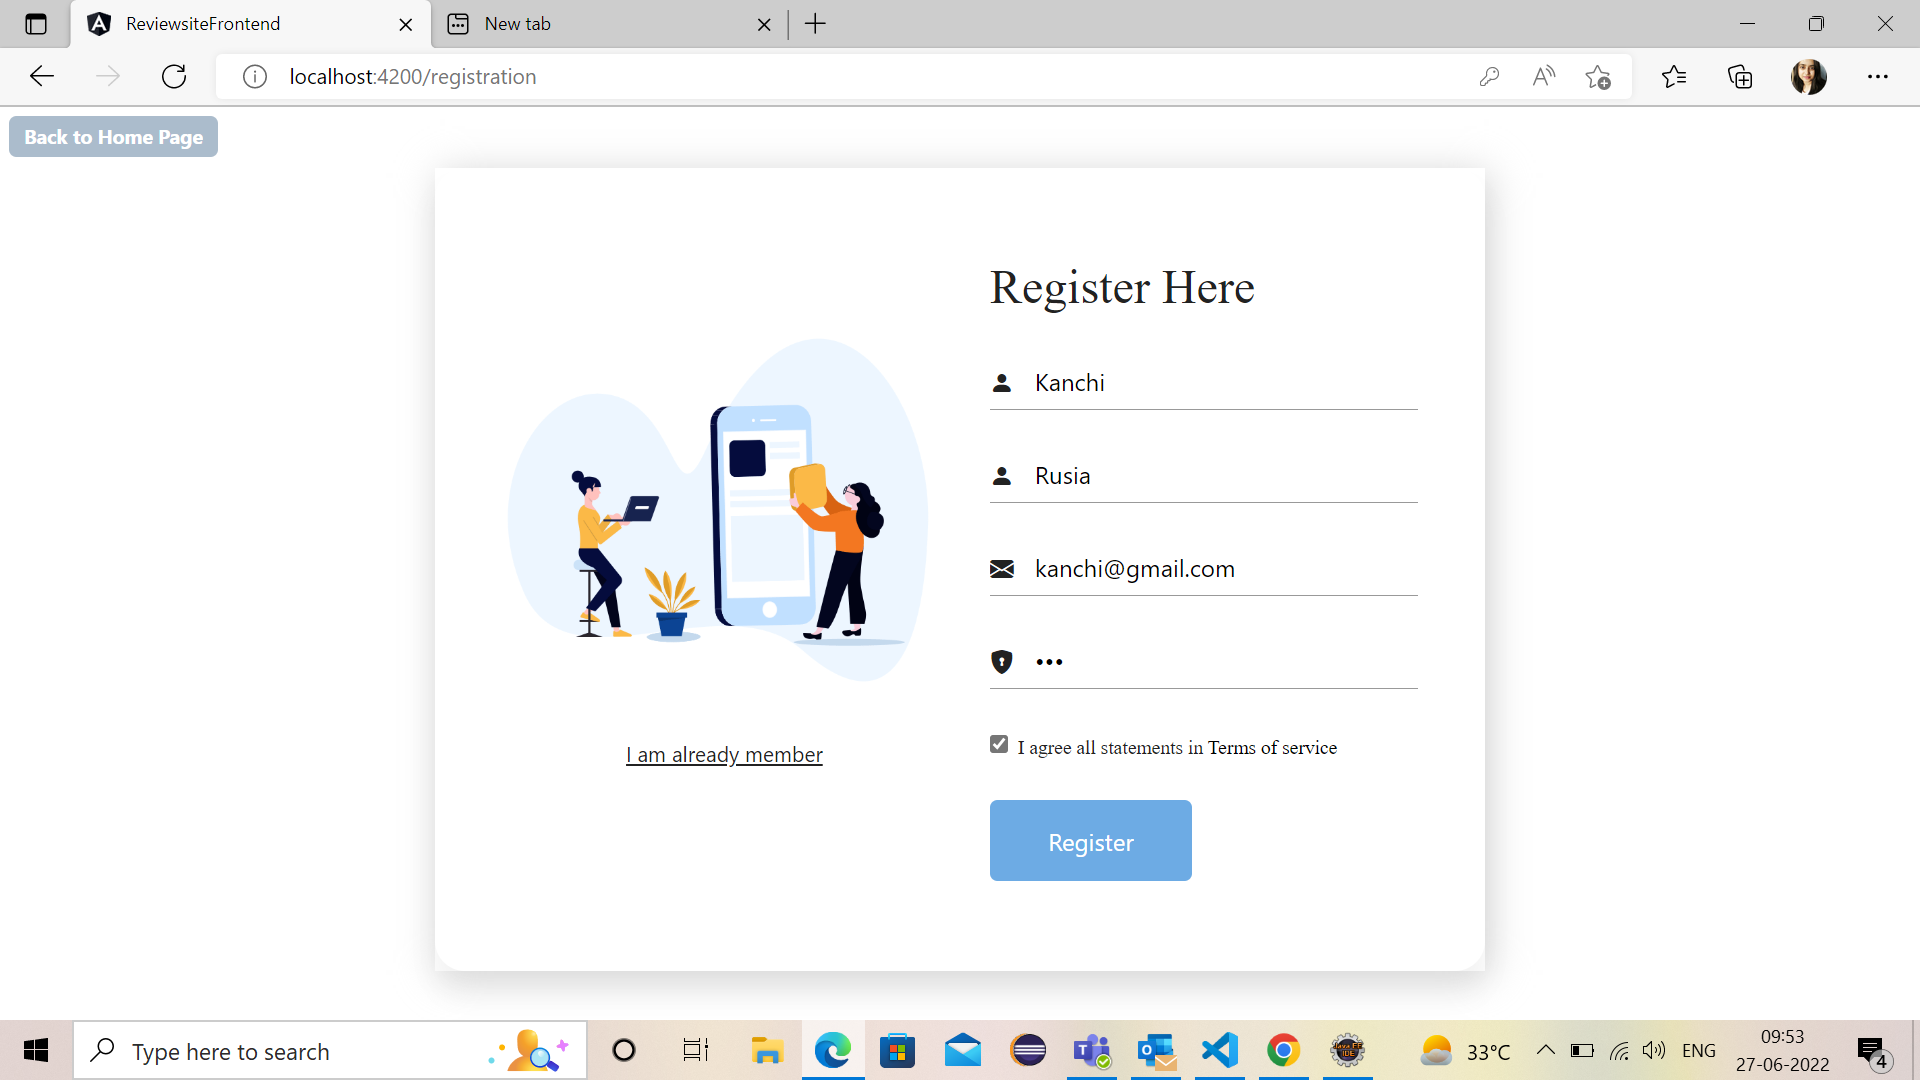 ReviewsiteFrontend
New tab
localhost:4200/registration
Back to Home Page
Register Here
Kanchi
Rusia
kanchi@gmail.com
•••
I agree all statements in Terms of service
I am already member
Register
Type here to search
33°C
ENG
09:53
27-06-2022
4